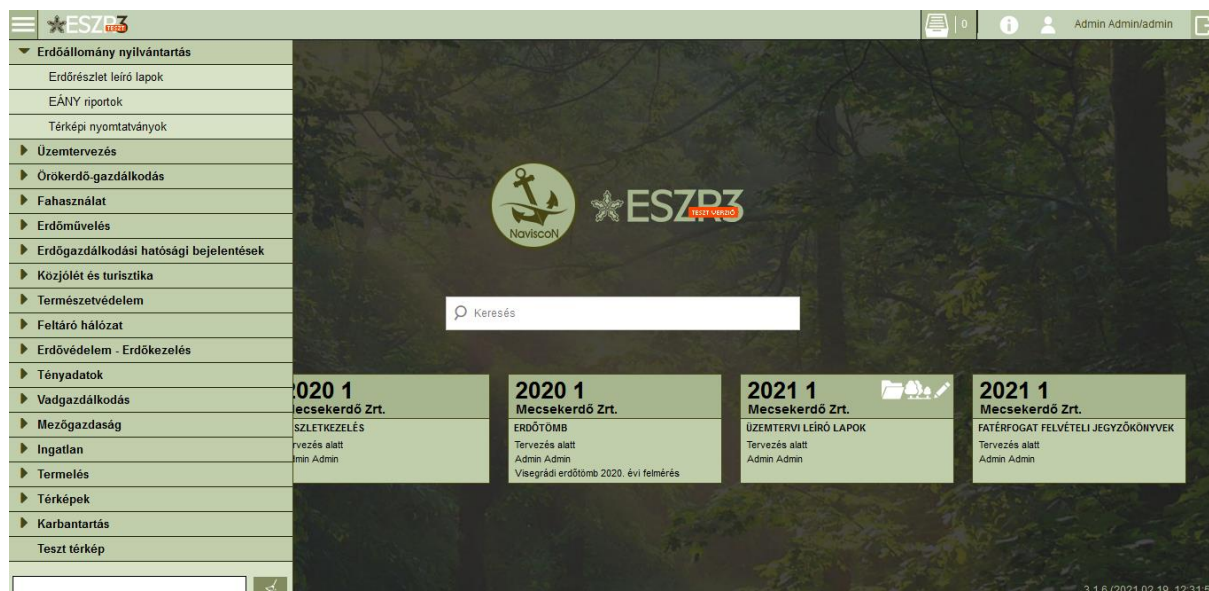 ESZR3
TESZT
0
Admin Admin/admin
Erdőállomány nyilvántartás
Erdőrészlet leíró lapok
EÁNY riportok
Térképi nyomtatványok
Üzemtervezés
Örökerdő-gazdálkodás
Fahasználat
Erdőművelés
Erdőgazdálkodási hatósági bejelentések
Közjólét és turisztika
Természetvédelem
Feltáró hálózat
Erdővédelem - Erdőkezelés
Tényadatok
Vadgazdálkodás
Mezőgazdaság
Ingatlan
Termelés
Térképek
Karbantartás
Teszt térkép
NaviscoN
ESZR3
TESZT VERZIÓ
Keresés
2020 1
Mecsekerdő Zrt.
SZLETKEZELÉS
rvezés alatt
dmin Admin
2020 1
Mecsekerdő Zrt.
ERDŐTÖMB
Tervezés alatt
Admin Admin
Visegrádi erdőtömb 2020. évi felmérés
2021 1
Mecsekerdő Zrt.
ÜZEMTERVI LEÍRÓ LAPOK
Tervezés alatt
Admin Admin
2021 1
Mecsekerdő Zrt.
FATÉRFOGAT FELVÉTELI JEGYZŐKÖNYVEK
Tervezés alatt
Admin Admin
3.1.6 (2021.02.19. 12:31:5